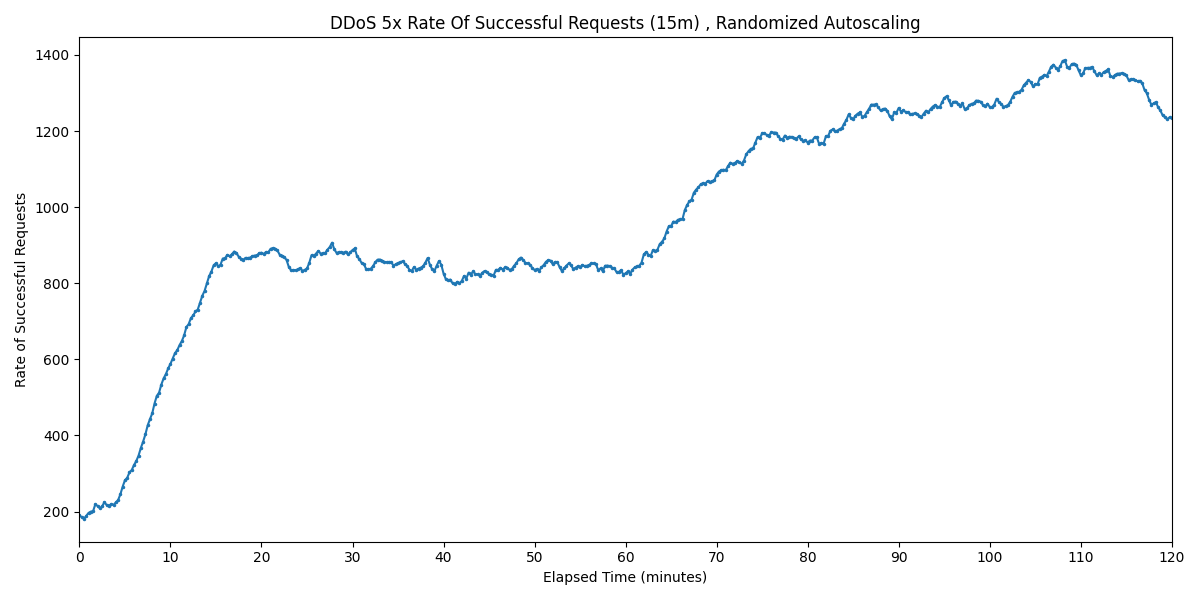 DDoS 5x Rate Of Successful Requests (15m) , Randomized Autoscaling
Rate of Successful Requests
1400
1200
1000
800
600
400
200
0 10 20 30 40 50 60 70 80 90 100 110 120
Elapsed Time (minutes)